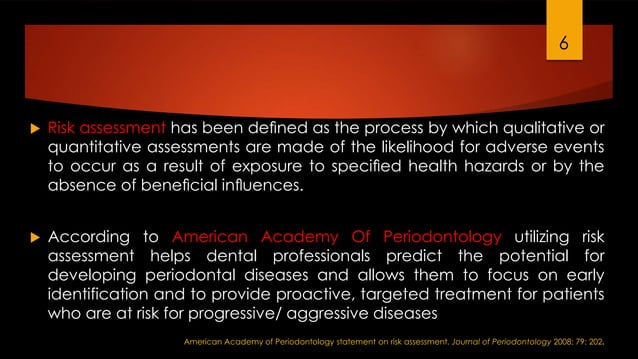 6
Risk assessment has been defined as the process by which qualitative or
quantitative assessments are made of the likelihood for adverse events
to occur as a result of exposure to specified health hazards or by the
absence of beneficial influences.
According to American Academy Of Periodontology utilizing risk
assessment helps dental professionals predict the potential for
developing periodontal diseases and allows them to focus on early
identification and to provide proactive, targeted treatment for patients
who are at risk for progressive/ aggressive diseases
American Academy of Periodontology statement on risk assessment. Journal of Periodontology 2008; 79: 202.